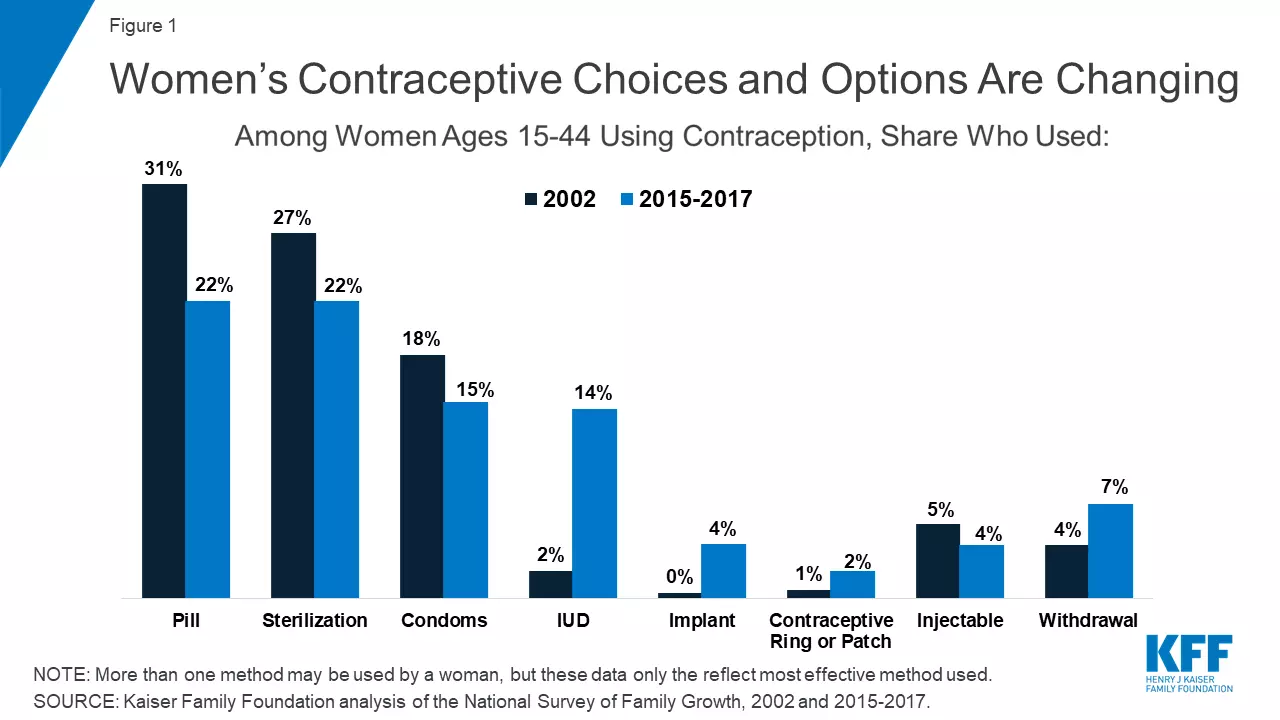 Figure 1
Women’s Contraceptive Choices and Options Are Changing
Among Women Ages 15-44 Using Contraception, Share Who Used:
2002 2015-2017
31%
22%
27%
22%
18%
15%
2%
14%
0%
4%
1%
2%
5%
4%
4%
7%
Pill Sterilization Condoms IUD Implant Contraceptive Injectable Withdrawal
Ring or Patch
NOTE: More than one method may be used by a woman, but these data only the reflect most effective method used.
SOURCE: Kaiser Family Foundation analysis of the National Survey of Family Growth, 2002 and 2015-2017.
KFF
HENRY J KAISER
FAMILY FOUNDATION